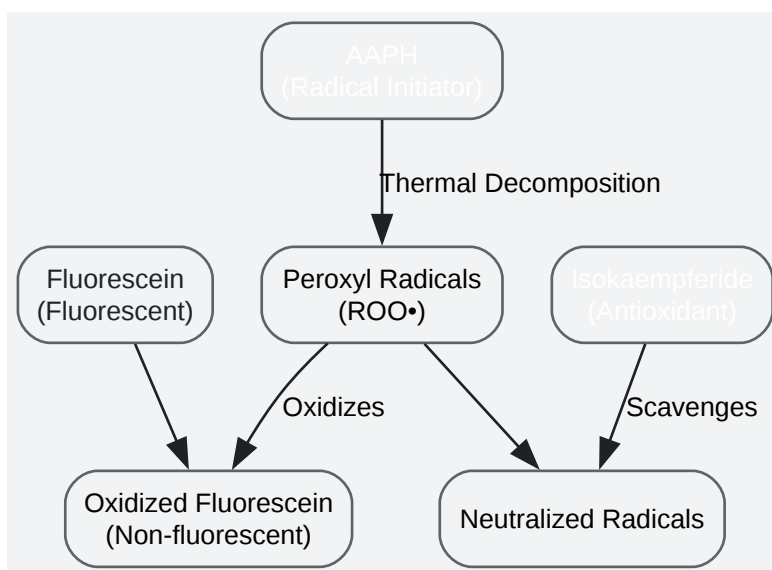 AAPH
(Radical Initiator)
Thermal Decomposition
Fluorescein
(Fluorescent)
Peroxyl Radicals
(ROO•)
Isokaempferide
(Antioxidant)
Oxidizes
Scavenges
Oxidized Fluorescein
(Non-fluorescent)
Neutralized Radicals